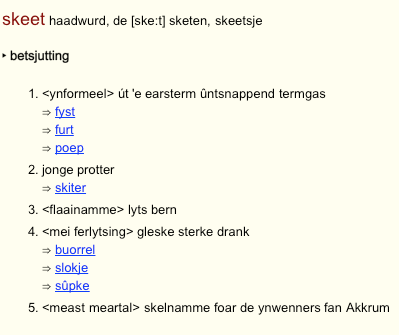 skeet haadwurd, de [ske:t] sketen, skeetsje
‣ betsjutting
1. <ynformeel> út 'e earsterm ûntsnappend termgas
⇒ fyst
⇒ furt
⇒ poep
2. jonge protter
⇒ skiter
3. <flaainamme> lyts bern
4. <mei ferlytsing> gleske sterke drank
⇒ buorrel
⇒ slokje
⇒ sûpke
5. <meast meartal> skelnamme foar de ynwenners fan Akkrum